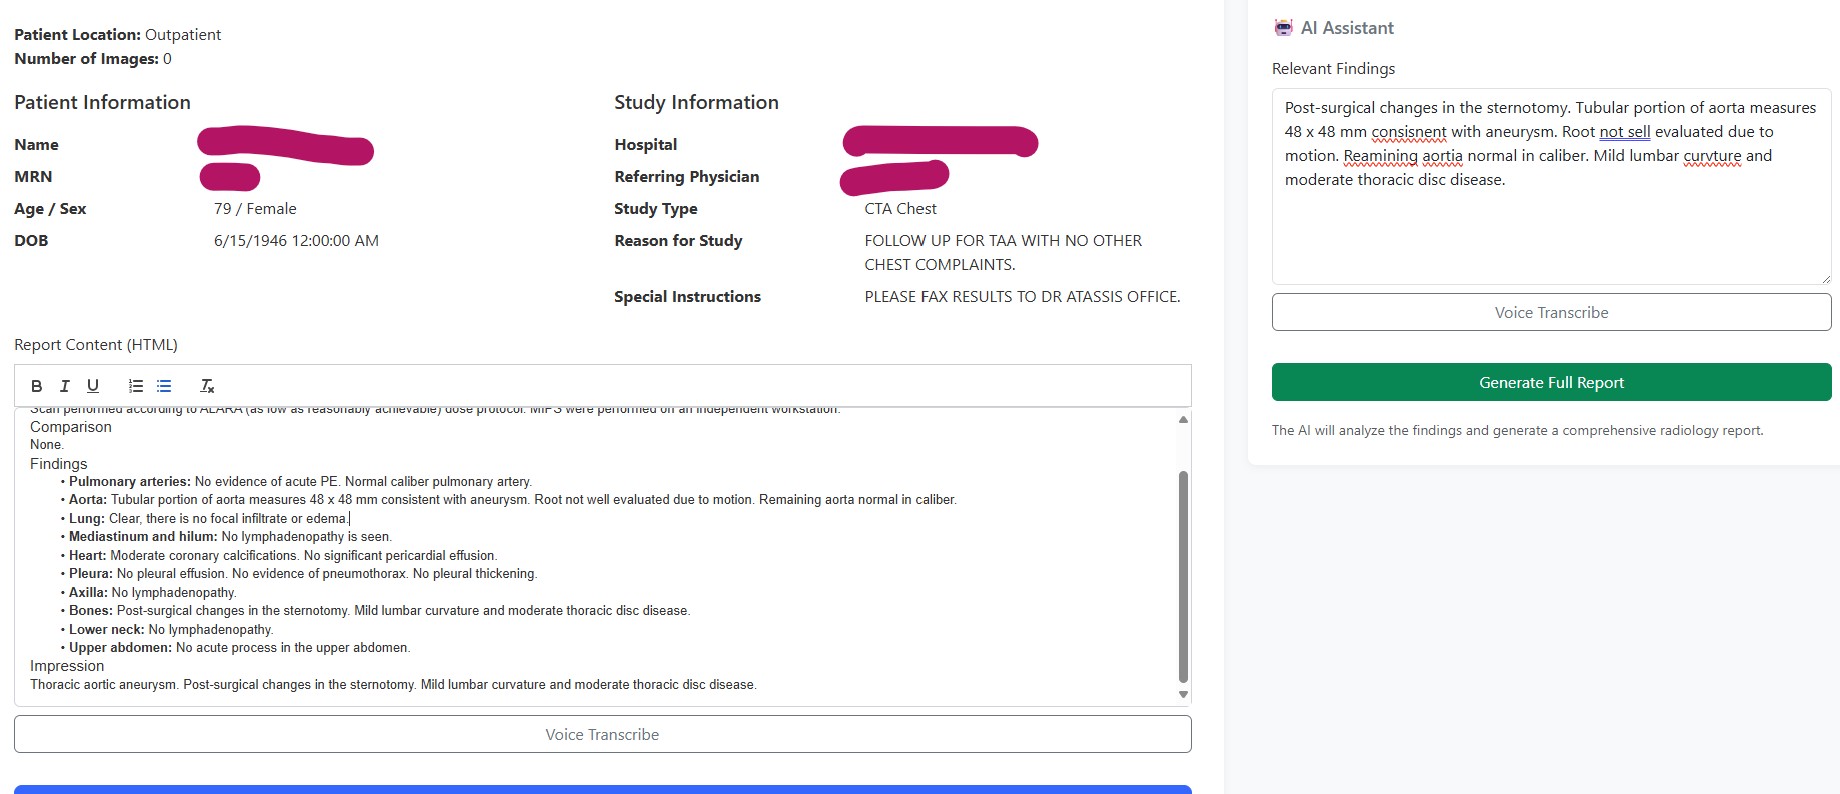 Patient Location: Outpatient
Number of Images: 0
Patient Information
Name
MRN
Age / Sex 79 / Female
DOB 6/15/1946 12:00:00 AM
Study Information
Hospital
Referring Physician
Study Type CTA Chest
Reason for Study FOLLOW UP FOR TAA WITH NO OTHER
CHEST COMPLAINTS.
Special Instructions PLEASE FAX RESULTS TO DR ATASSIS OFFICE.
Report Content (HTML)
B I U
Scan performed according to ALARA (as low as reasonably achievable) dose protocol. MIPS were performed on an independent workstation.
Comparison
None.
Findings
• Pulmonary arteries: No evidence of acute PE. Normal caliber pulmonary artery.
• Aorta: Tubular portion of aorta measures 48 x 48 mm consistent with aneurysm. Root not well evaluated due to motion. Remaining aorta normal in caliber.
• Lung: Clear, there is no focal infiltrate or edema.
• Mediastinum and hilum: No lymphadenopathy is seen.
• Heart: Moderate coronary calcifications. No significant pericardial effusion.
• Pleura: No pleural effusion. No evidence of pneumothorax. No pleural thickening.
• Axilla: No lymphadenopathy.
• Bones: Post-surgical changes in the sternotomy. Mild lumbar curvature and moderate thoracic disc disease.
• Lower neck: No lymphadenopathy.
• Upper abdomen: No acute process in the upper abdomen.
Impression
Thoracic aortic aneurysm. Post-surgical changes in the sternotomy. Mild lumbar curvature and moderate thoracic disc disease.
Voice Transcribe
AI Assistant
Relevant Findings
Post-surgical changes in the sternotomy. Tubular portion of aorta measures
48 x 48 mm consisnent with aneurysm. Root not sell evaluated due to
motion. Reamining aortia normal in caliber. Mild lumbar curvture and
moderate thoracic disc disease.
Voice Transcribe
Generate Full Report
The AI will analyze the findings and generate a comprehensive radiology report.